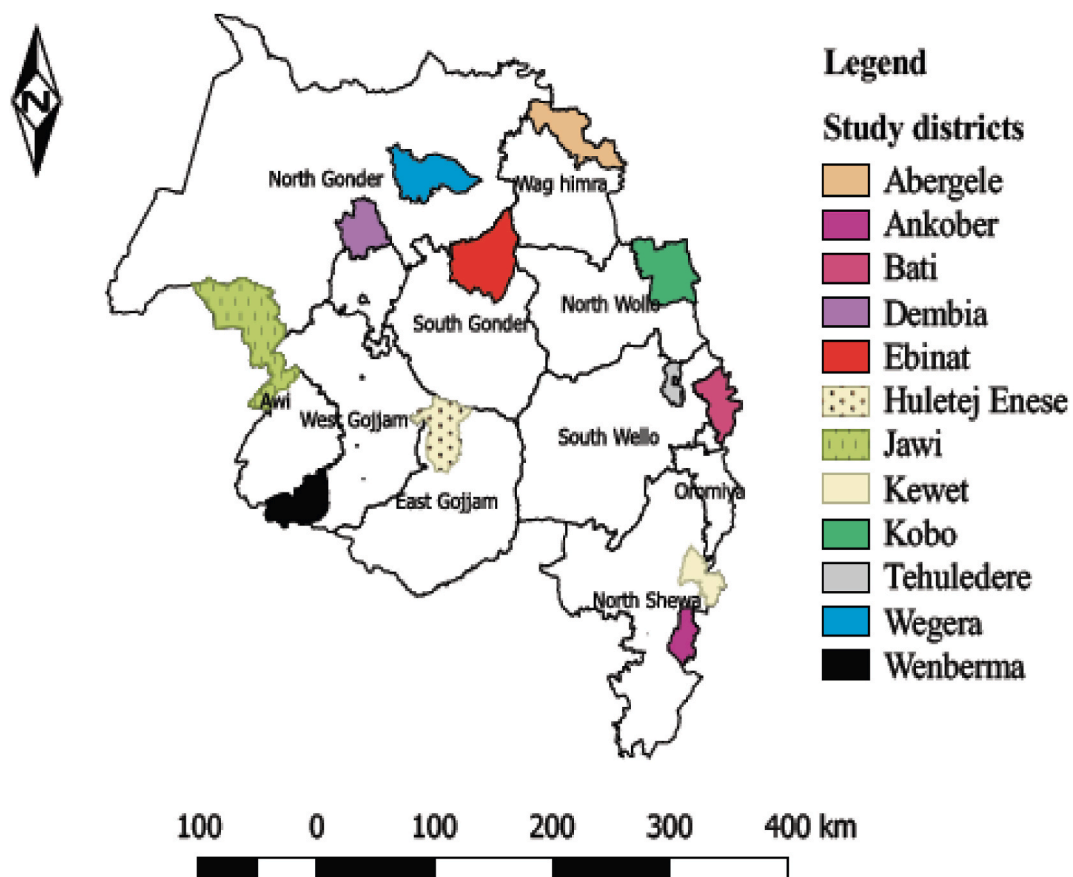 N
Legend
Study districts
Abergele
Ankober
Bati
Dembia
Ebinat
Huletej Enese
Jawi
Kewet
Kobo
Tehuledere
Wegera
Wenberma
North Gonder
Wag himra
North Wollo
South Gonder
Awi
West Gojjam
South Wello
East Gojjam
Oromiya
North Shewa
100 0 100 200 300 400 km